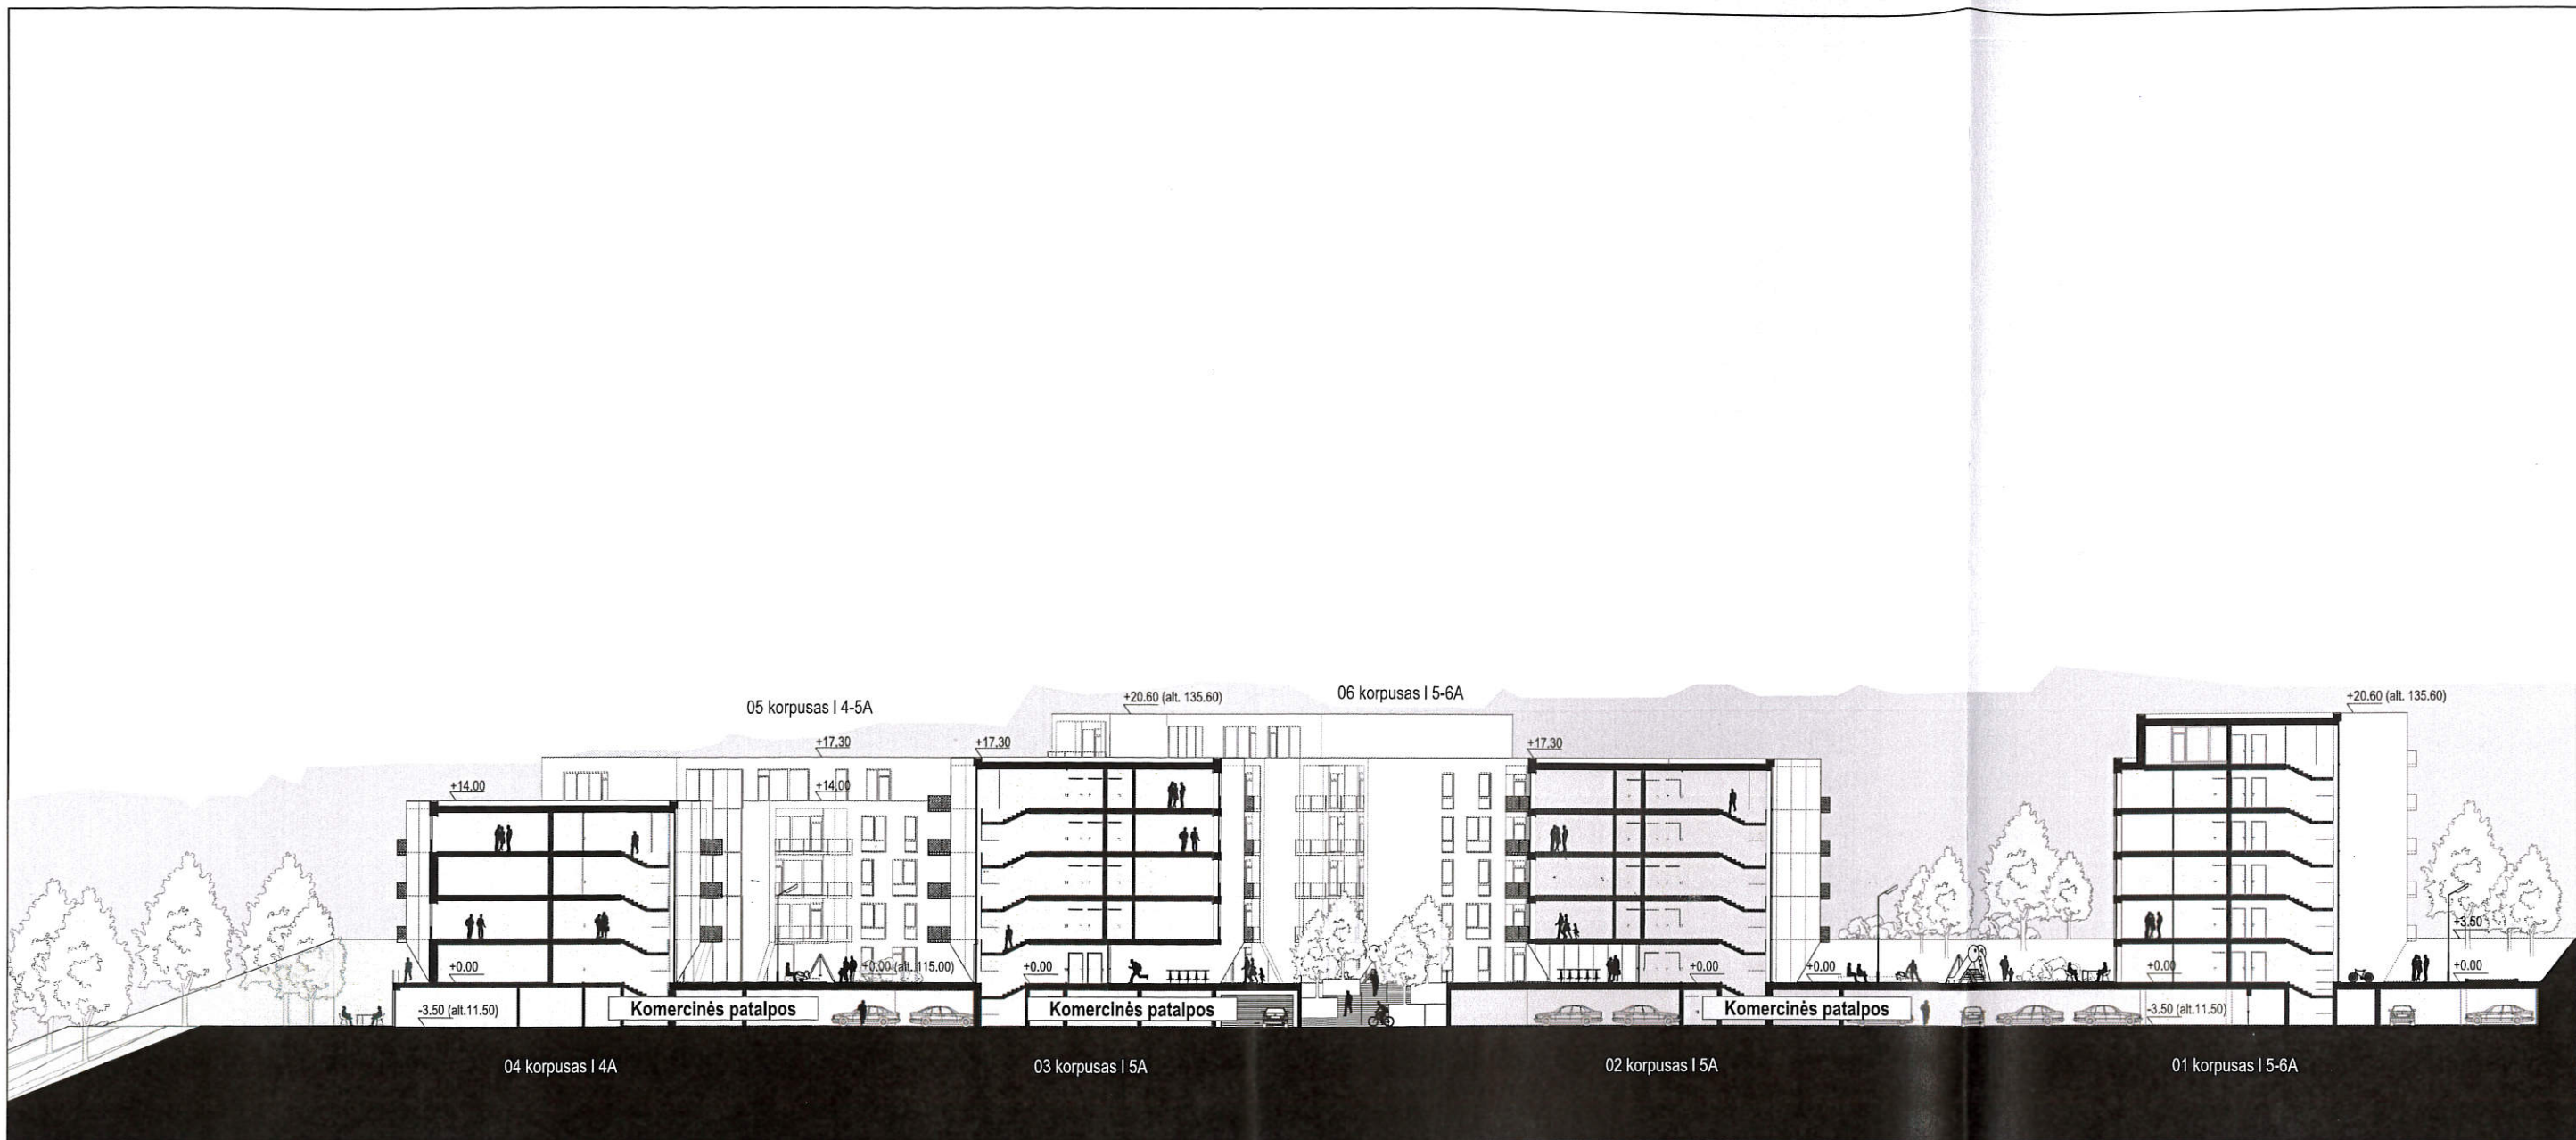 06 korpusas I 5-6A
+20.60 (alt. 135.60)
+20.60 (alt. 135.60)
05 korpusas I 4-5A
+17.30
+17.30
+17.30
+14.00
+14.00
+3.50
+0.00
+0.00 (alt. 115.00)
+0.00
+0.00
+0.00
+0.00
+0.00
-3.50 (alt.11.50)
Komercinės patalpos
Komercinės patalpos
Komercinės patalpos
-3.50 (alt.11.50)
04 korpusas I 4A
03 korpusas I 5A
02 korpusas I 5A
01 korpusas I 5-6A